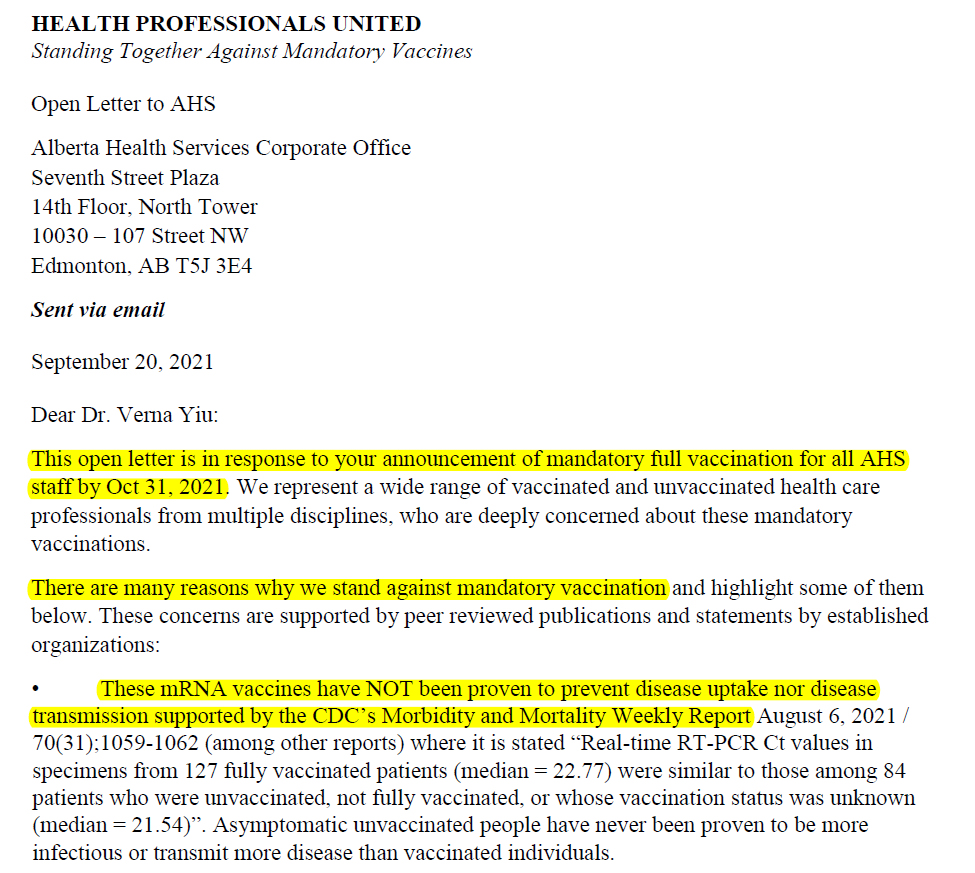 HEALTH PROFESSIONALS UNITED
Standing Together Against Mandatory Vaccines
Open Letter to AHS
Alberta Health Services Corporate Office
Seventh Street Plaza
14th Floor, North Tower
10030 – 107 Street NW
Edmonton, AB T5J 3E4
Sent via email
September 20, 2021
Dear Dr. Verna Yiu:
This open letter is in response to your announcement of mandatory full vaccination for all AHS
staff by Oct 31, 2021. We represent a wide range of vaccinated and unvaccinated health care
professionals from multiple disciplines, who are deeply concerned about these mandatory
vaccinations.
There are many reasons why we stand against mandatory vaccination and highlight some of them
below. These concerns are supported by peer reviewed publications and statements by established
organizations:
• These mRNA vaccines have NOT been proven to prevent disease uptake nor disease
transmission supported by the CDC’s Morbidity and Mortality Weekly Report August 6, 2021 /
70(31);1059-1062 (among other reports) where it is stated “Real-time RT-PCR Ct values in
specimens from 127 fully vaccinated patients (median = 22.77) were similar to those among 84
patients who were unvaccinated, not fully vaccinated, or whose vaccination status was unknown
(median = 21.54)”. Asymptomatic unvaccinated people have never been proven to be more
infectious or transmit more disease than vaccinated individuals.